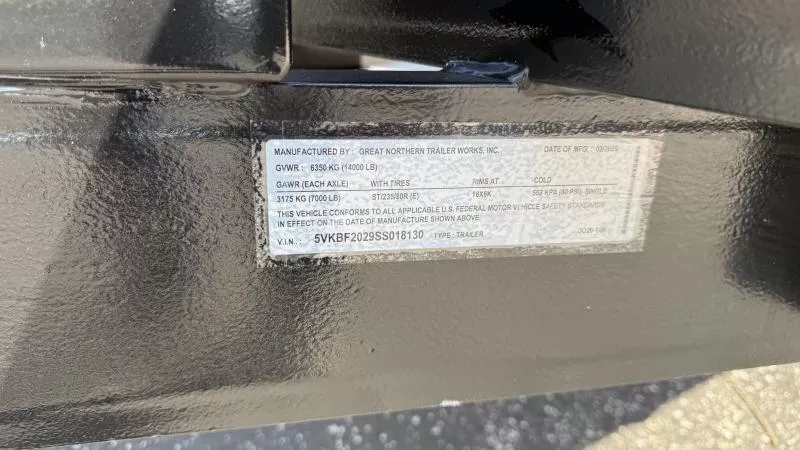 MANUFACTURED BY : GREAT NORTHERN TRAILER WORKS, INC. DATE OF MFG. : 02/2025
GVWR : 6350 KG (14000 LB)
GAWR (EACH AXLE) WITH TIRES RIMS AT COLD
3175 KG (7000 LB) ST/235/80R (E) 16X6K 552 KPA (80 PSI) SINGLE
THIS VEHICLE CONFORMS TO ALL APPLICABLE U.S. FEDERAL MOTOR VEHICLE SAFETY STANDARDS
IN EFFECT ON THE DATE OF MANUFACTURE SHOWN ABOVE
V.I.N. : 5VKBF2029SS018130 TYPE : TRAILER